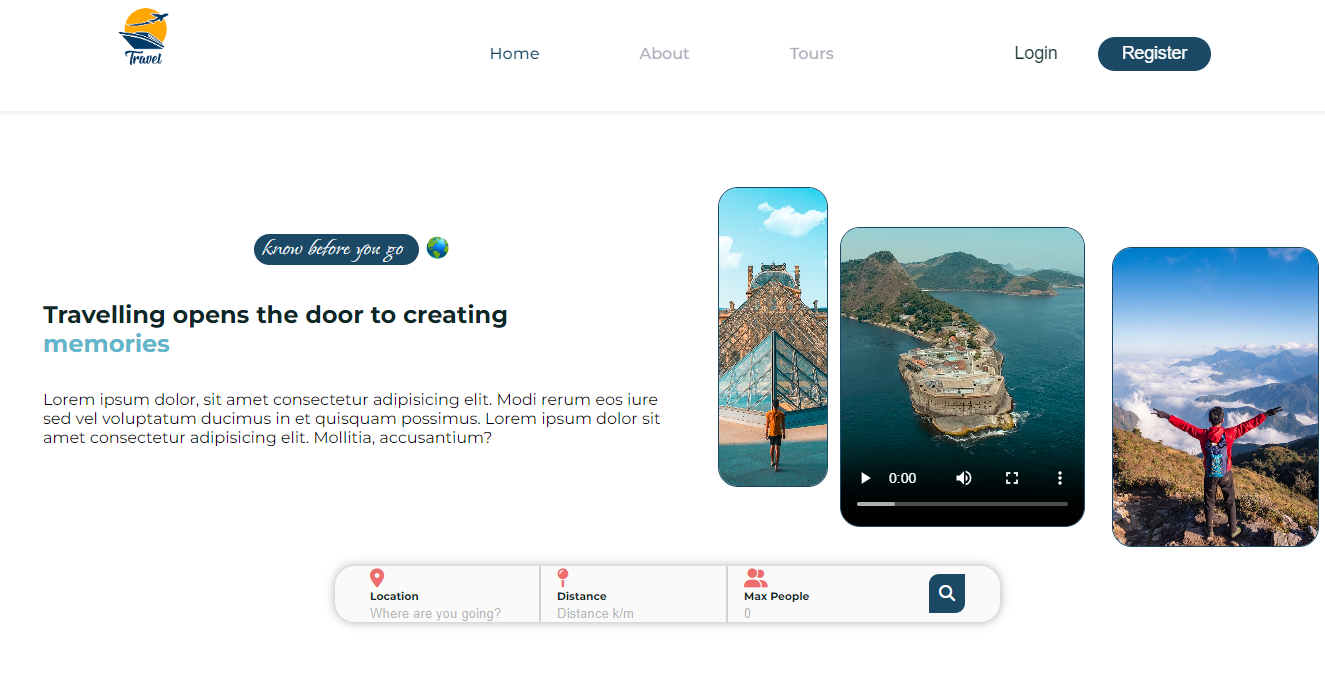 Travel
Home
About
Tours
Login
Register
know before you go
Travelling opens the door to creating
memories
Lorem ipsum dolor, sit amet consectetur adipisicing elit. Modi rerum eos iure
sed vel voluptatum ducimus in et quisquam possimus. Lorem ipsum dolor sit
amet consectetur adipisicing elit. Mollitia, accusantium?
0:00
Location
Where are you going?
Distance
Distance k/m
Max People
0